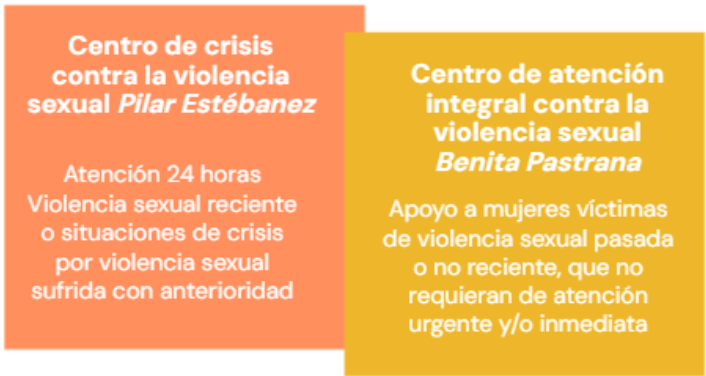 Centro de crisis
contra la violencia
sexual Pilar Estébanez
Atención 24 horas
Violencia sexual reciente
o situaciones de crisis
por violencia sexual
sufrida con anterioridad
Centro de atención
integral contra la
violencia sexual
Benita Pastrana
Apoyo a mujeres víctimas
de violencia sexual pasada
o no reciente, que no
requieran de atención
urgente y/o inmediata